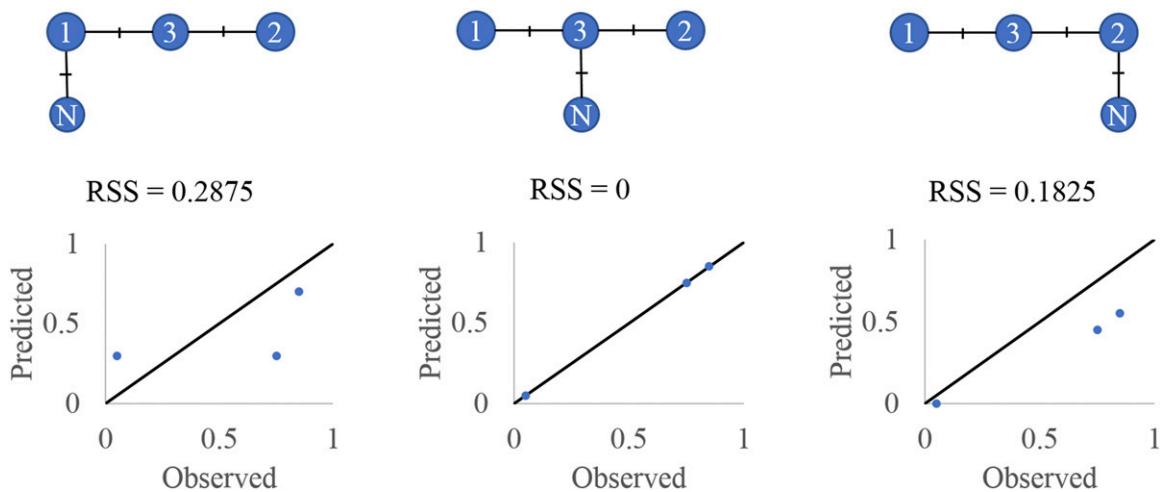 1 3 2
N
RSS = 0.2875
Predicted
1
0.5
0
0 0.5 1
Observed
1 3 2
N
RSS = 0
Predicted
1
0.5
0
0 0.5 1
Observed
1 3 2
N
RSS = 0.1825
Predicted
1
0.5
0
0 0.5 1
Observed